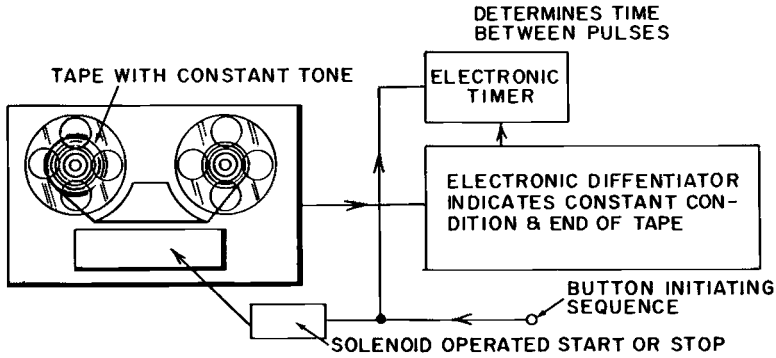 DETERMINES TIME
BETWEEN PULSES
TAPE WITH CONSTANT TONE
ELECTRONIC
TIMER
ELECTRONIC DIFFENTIATOR
INDICATES CONSTANT CON-
DITION & END OF TAPE
BUTTON INITIATING
SEQUENCE
SOLENOID OPERATED START OR STOP